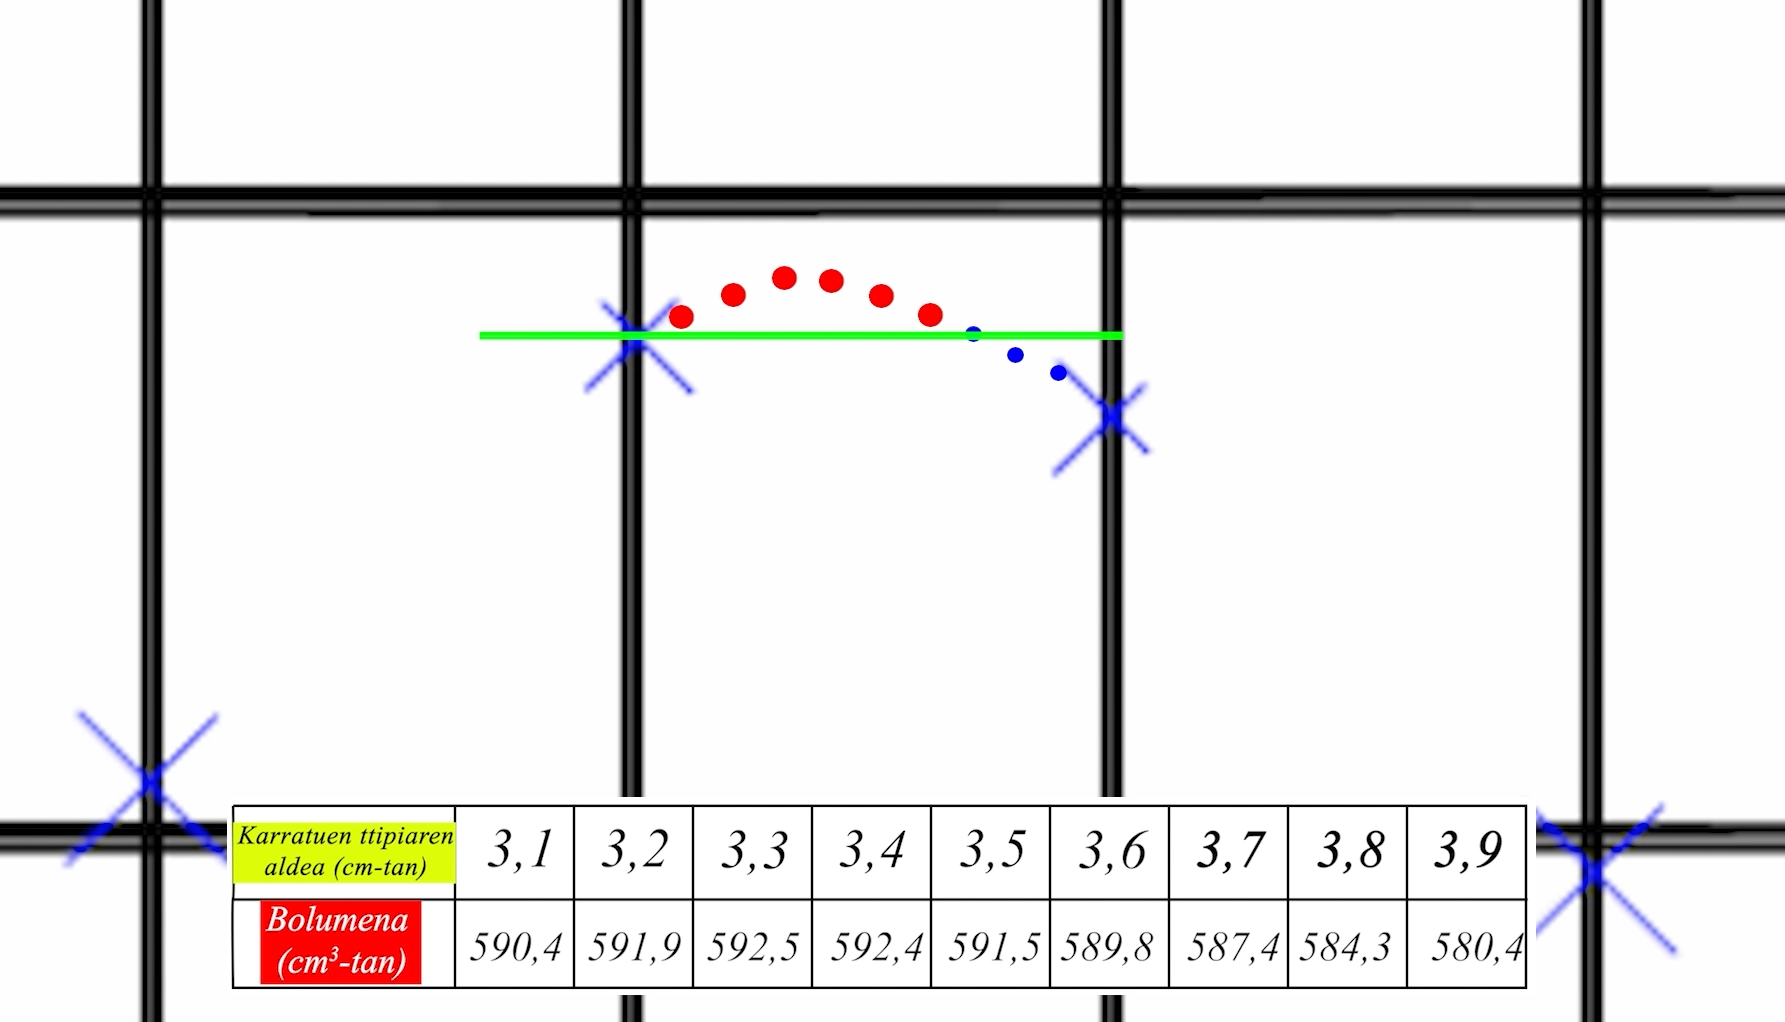 Karratuen ttipiaren
aldea (cm-tan)
3,1 3,2 3,3 3,4 3,5 3,6 3,7 3,8 3,9
Bolumena
(cm³-tan)
590,4 591,9 592,5 592,4 591,5 589,8 587,4 584,3 580,4